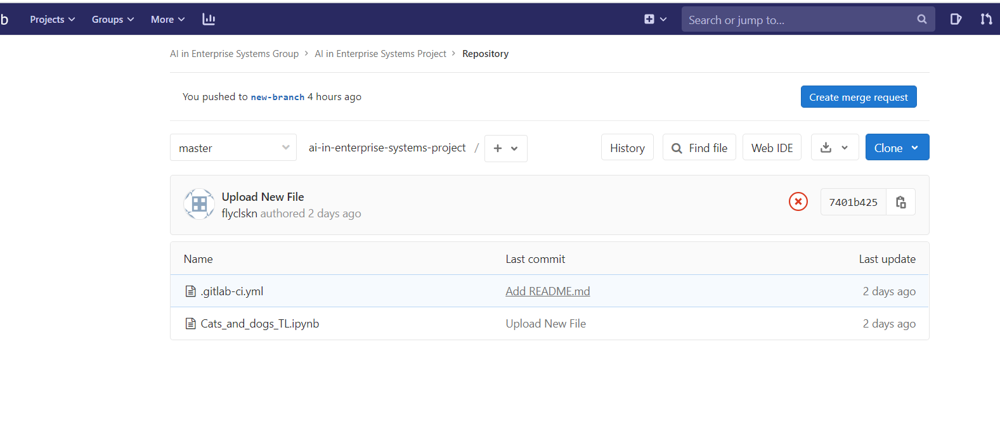 b Projects Groups More Search or jump to...
AI in Enterprise Systems Group > AI in Enterprise Systems Project > Repository
You pushed to new-branch 4 hours ago Create merge request
master ai-in-enterprise-systems-project / + History Find file Web IDE Clone
Upload New File
flyclskn authored 2 days ago
7401b425
Name Last commit Last update
.gitlab-ci.yml Add README.md 2 days ago
Cats_and_dogs_TL.ipynb Upload New File 2 days ago